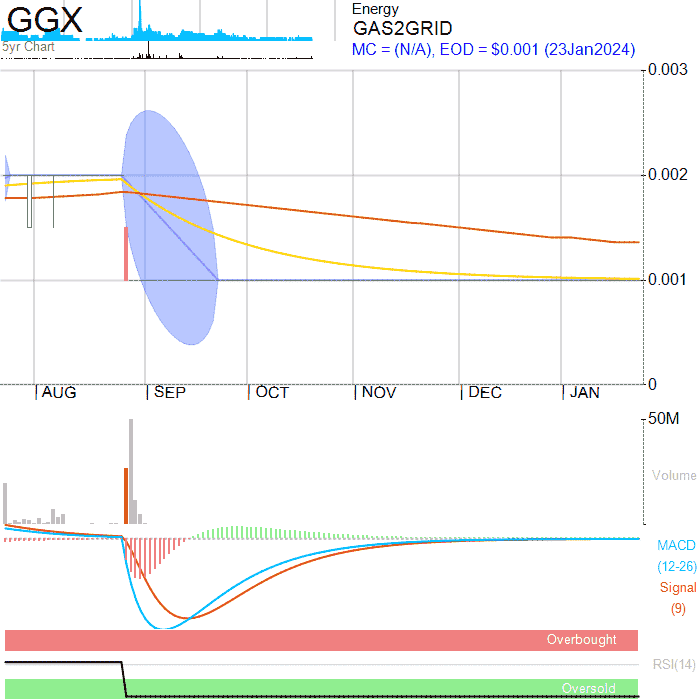 GGX
5yr Chart
Energy
GAS2GRID
MC = (N/A), EOD = $0.001 (23Jan2024)
0.003
0.002
0.001
0
AUG SEP OCT NOV DEC JAN
50M
Volume
MACD
(12-26)
Signal
(9)
Overbought
RSI(14)
Oversold